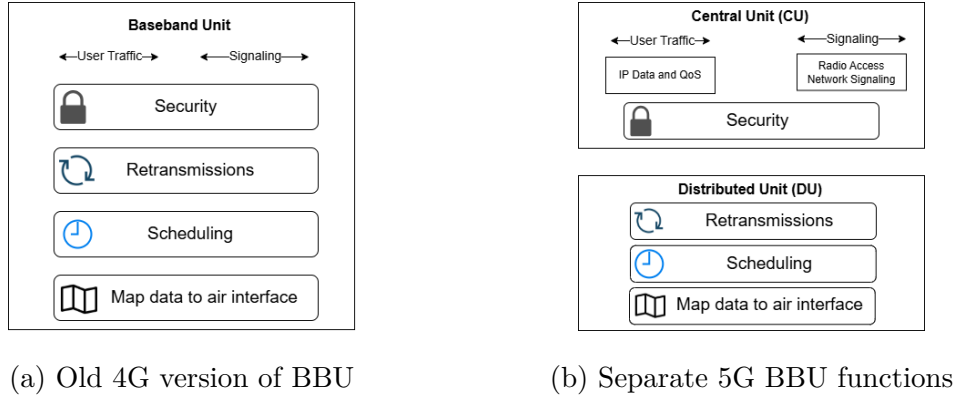 Baseband Unit
User Traffic
Signaling
Security
Retransmissions
Scheduling
Map data to air interface
(a) Old 4G version of BBU
Central Unit (CU)
User Traffic
Signaling
IP Data and QoS
Radio Access
Network Signaling
Security
Distributed Unit (DU)
Retransmissions
Scheduling
Map data to air interface
(b) Separate 5G BBU functions